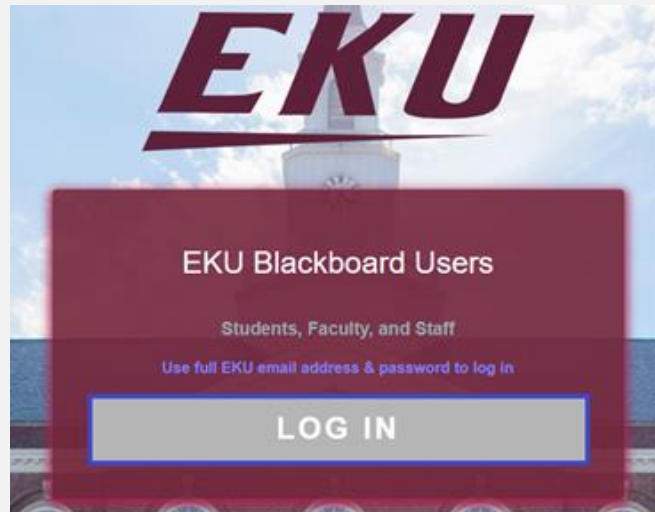 EKU
EKU Blackboard Users
Students, Faculty, and Staff
Use full EKU email address & password to log in
LOG IN